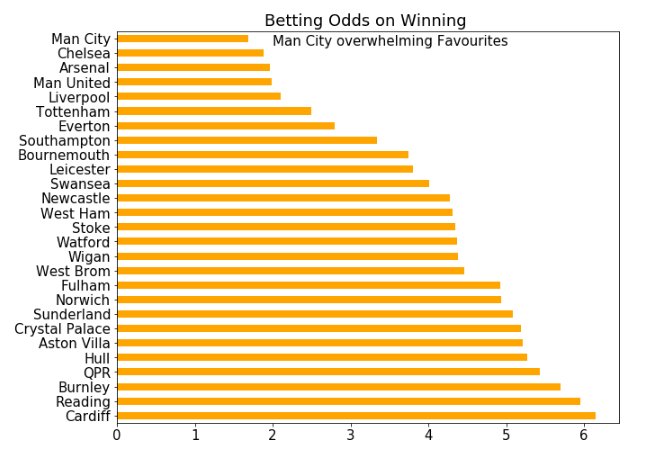 Betting Odds on Winning
Man City overwhelming Favourites
Man City
Chelsea
Arsenal
Man United
Liverpool
Tottenham
Everton
Southampton
Bournemouth
Leicester
Swansea
Newcastle
West Ham
Stoke
Watford
Wigan
West Brom
Fulham
Norwich
Sunderland
Crystal Palace
Aston Villa
Hull
QPR
Burnley
Reading
Cardiff
0 1 2 3 4 5 6